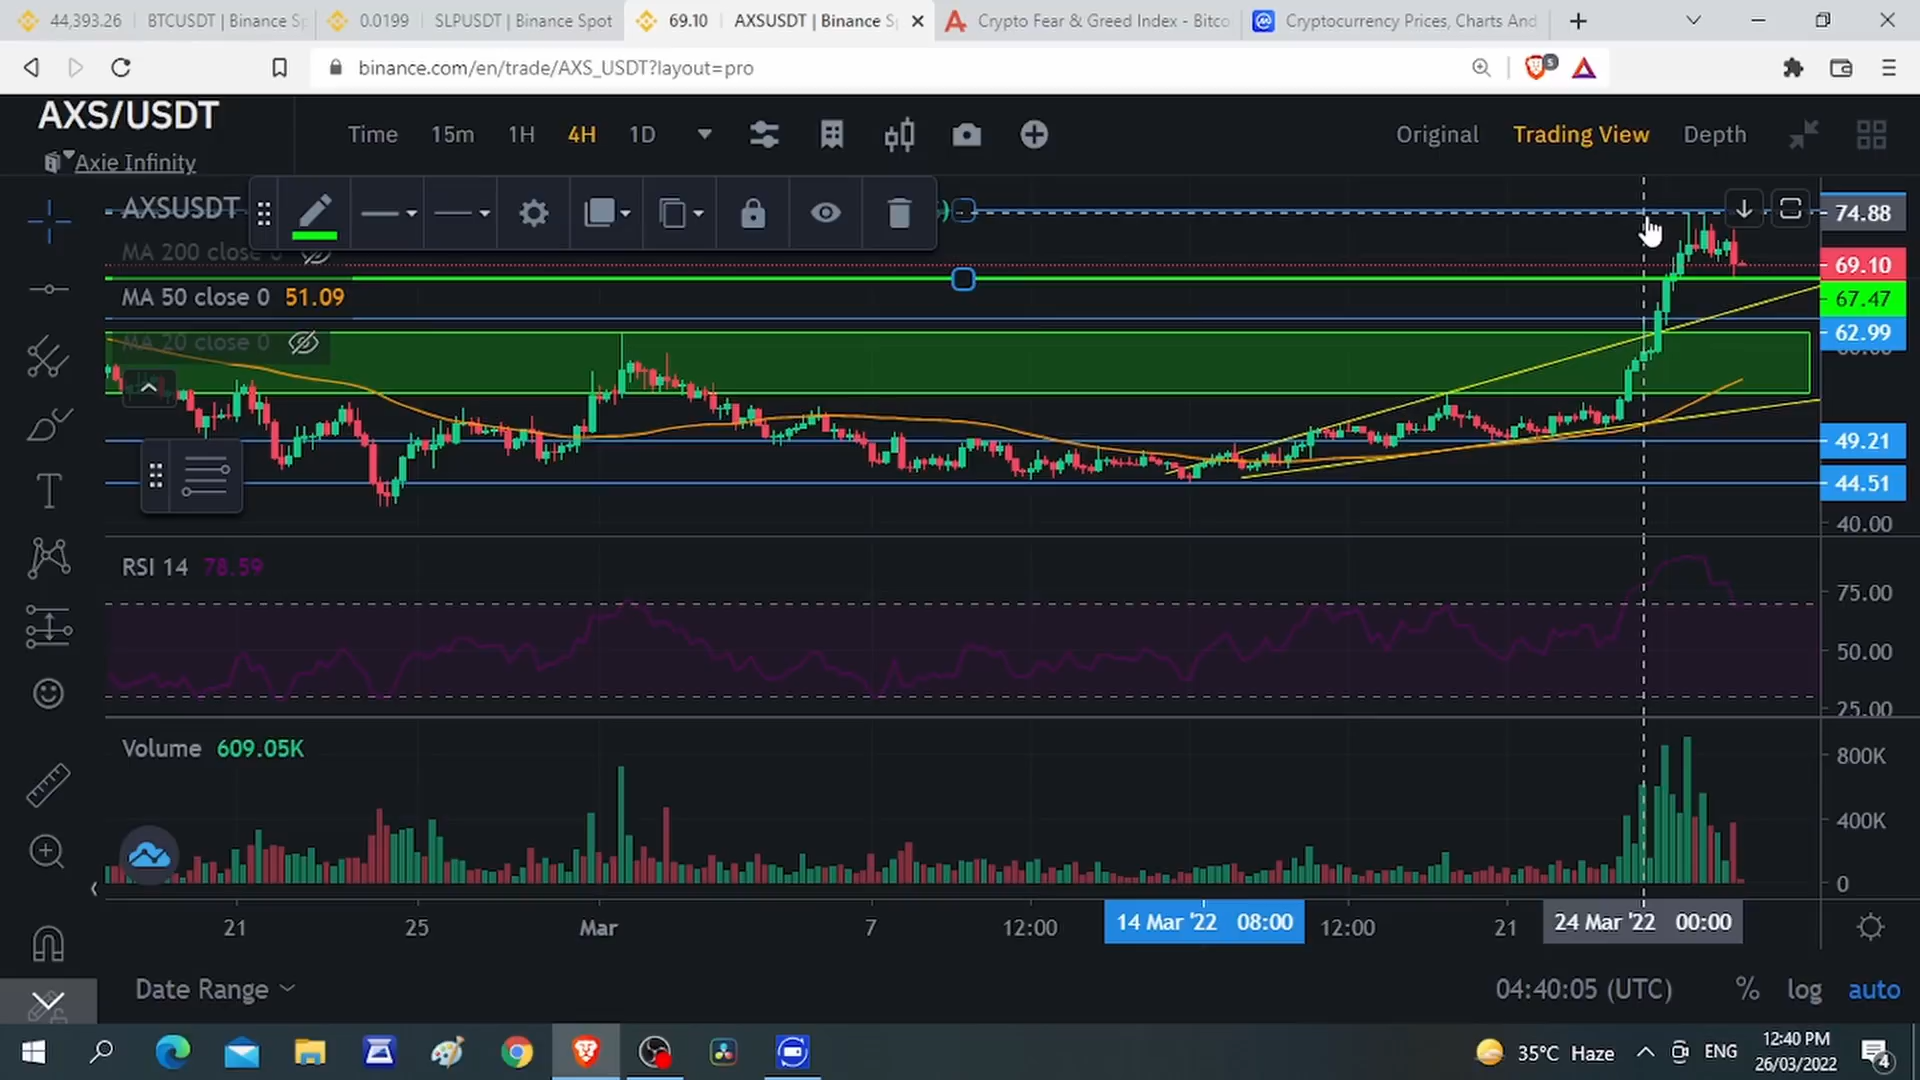 44,393.26 BTCUSDT | Binance Sp
0.0199 SLPUSDT | Binance Spot
69.10 AXSUSDT | Binance Sp
Crypto Fear & Greed Index - Bitco
Cryptocurrency Prices, Charts And
binance.com/en/trade/AXS_USDT?layout=pro
5
AXS/USDT
Axie Infinity
Time 15m 1H 4H 1D
Original Trading View Depth
AXSUSDT
74.88
MA 200 close 0
69.10
MA 50 close 0 51.09
67.47
MA 20 close 0
62.99
49.21
44.51
40.00
RSI 14 78.59
75.00
50.00
25.00
Volume 609.05K
800K
400K
0
21 25 Mar 7 12:00 14 Mar '22 08:00 12:00 21 24 Mar '22 00:00
Date Range
04:40:05 (UTC) % log auto
35°C Haze
ENG
12:40 PM
26/03/2022
4